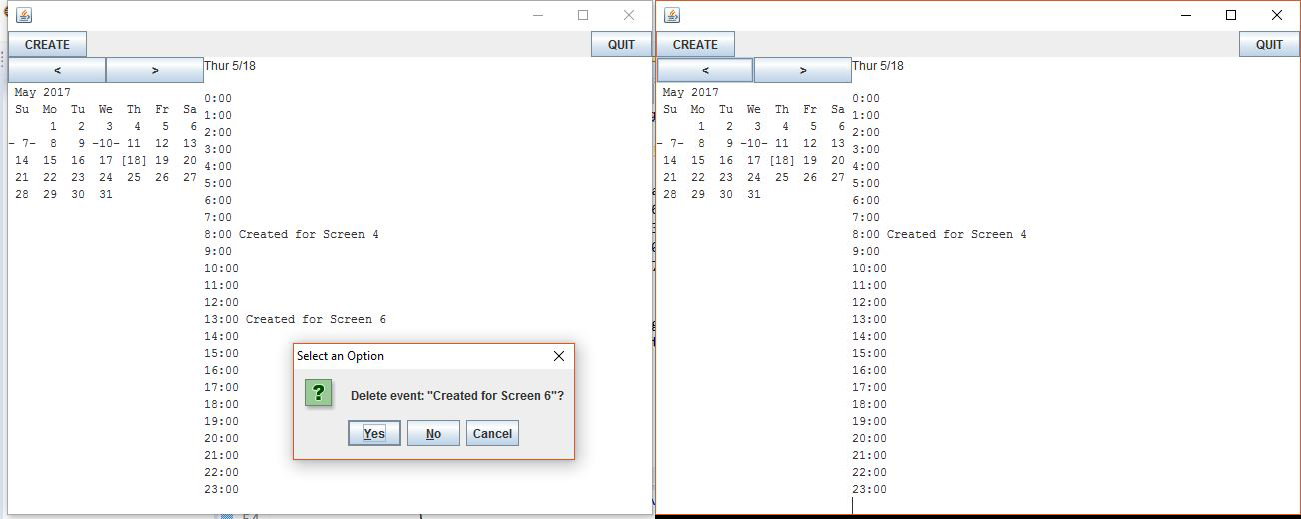 CREATE QUIT
< >
Thur 5/18
May 2017
Su Mo Tu We Th Fr Sa
1 2 3 4 5 6
- 7- 8 9 -10- 11 12 13
14 15 16 17 [18] 19 20
21 22 23 24 25 26 27
28 29 30 31
0:00
1:00
2:00
3:00
4:00
5:00
6:00
7:00
8:00 Created for Screen 4
9:00
10:00
11:00
12:00
13:00 Created for Screen 6
14:00
15:00
16:00
17:00
18:00
19:00
20:00
21:00
22:00
23:00
Select an Option
?
Delete event: "Created for Screen 6"?
Yes No Cancel
CREATE QUIT
< >
Thur 5/18
May 2017
Su Mo Tu We Th Fr Sa
1 2 3 4 5 6
- 7- 8 9 -10- 11 12 13
14 15 16 17 [18] 19 20
21 22 23 24 25 26 27
28 29 30 31
0:00
1:00
2:00
3:00
4:00
5:00
6:00
7:00
8:00 Created for Screen 4
9:00
10:00
11:00
12:00
13:00
14:00
15:00
16:00
17:00
18:00
19:00
20:00
21:00
22:00
23:00